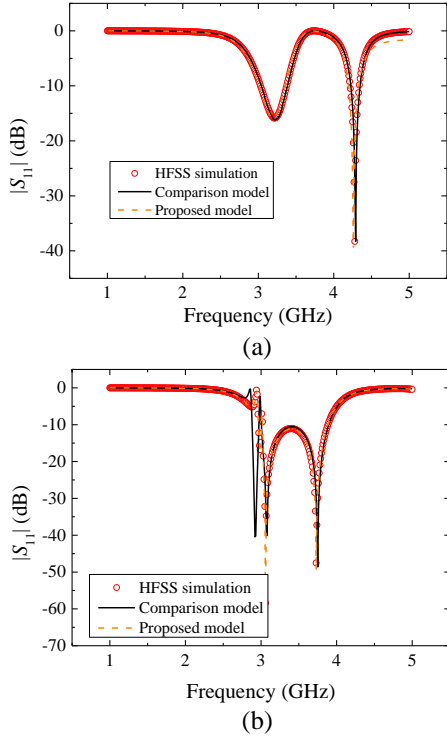 0
-10
-20
-30
-40
|S11| (dB)
HFSS simulation
Comparison model
Proposed model
1 2 3 4 5
Frequency (GHz)
(a)
0
-10
-20
-30
-40
-50
-60
-70
|S11| (dB)
HFSS simulation
Comparison model
Proposed model
1 2 3 4 5
Frequency (GHz)
(b)